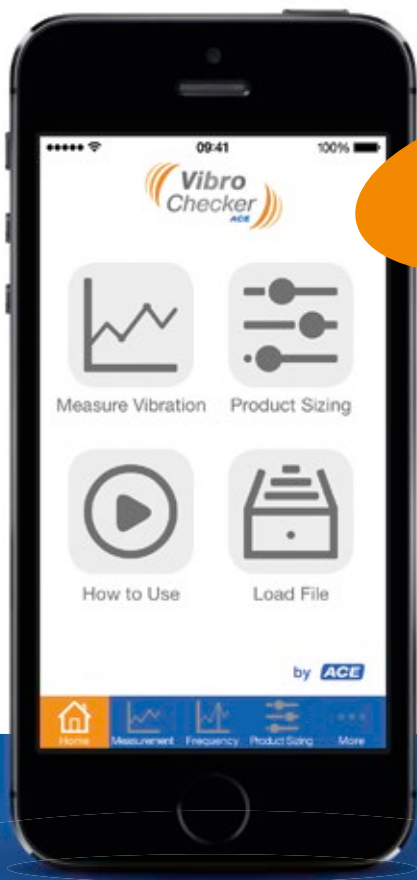 09:41 100%
Vibro
Checker
ACE
Measure Vibration Product Sizing
How to Use Load File
by ACE
Home Measurement Frequency Product Sizing More